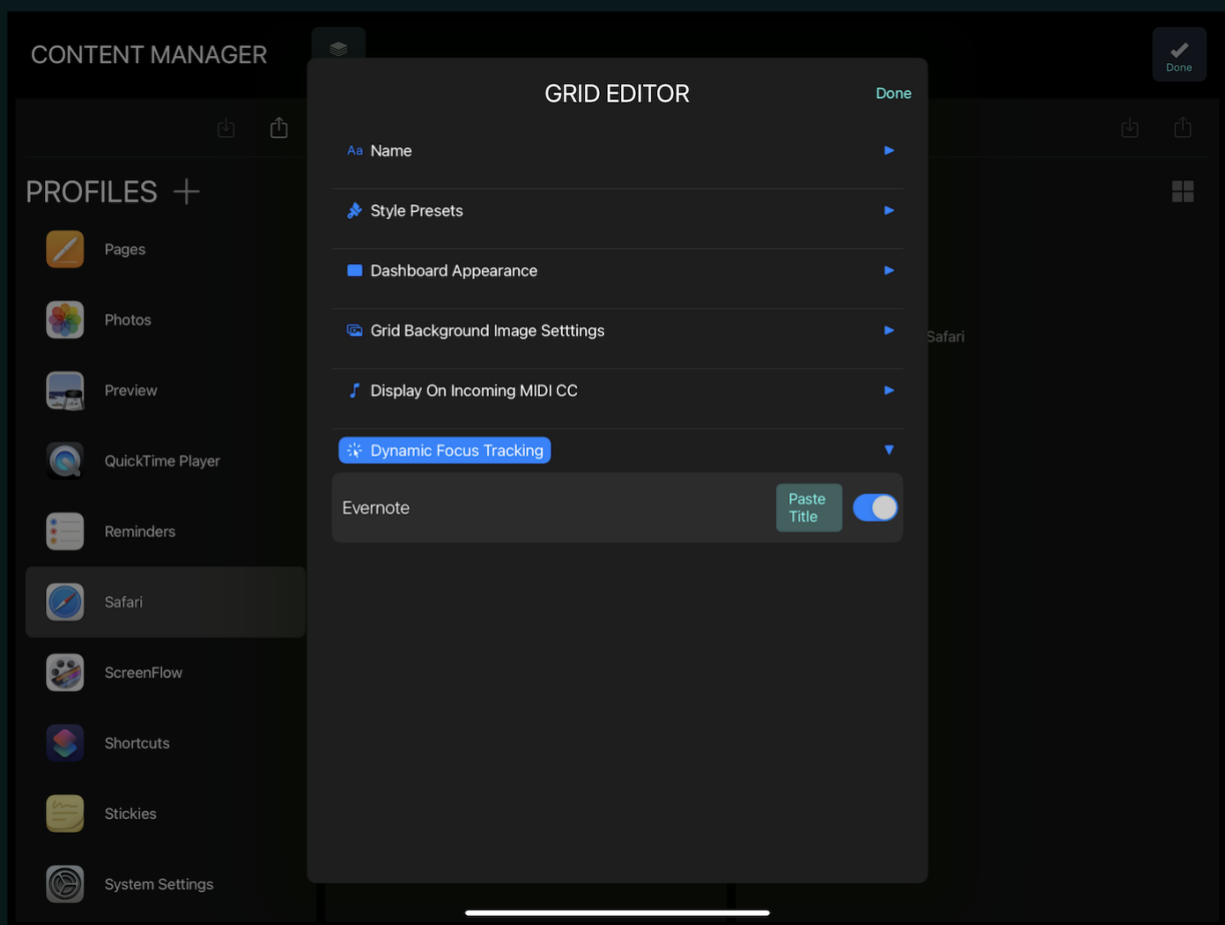 CONTENT MANAGER
Done
GRID EDITOR
Done
Aa Name
Style Presets
Dashboard Appearance
Grid Background Image Setttings
Display On Incoming MIDI CC
Dynamic Focus Tracking
Evernote
Paste
Title
PROFILES
Pages
Photos
Preview
QuickTime Player
Reminders
Safari
ScreenFlow
Shortcuts
Stickies
System Settings
Safari